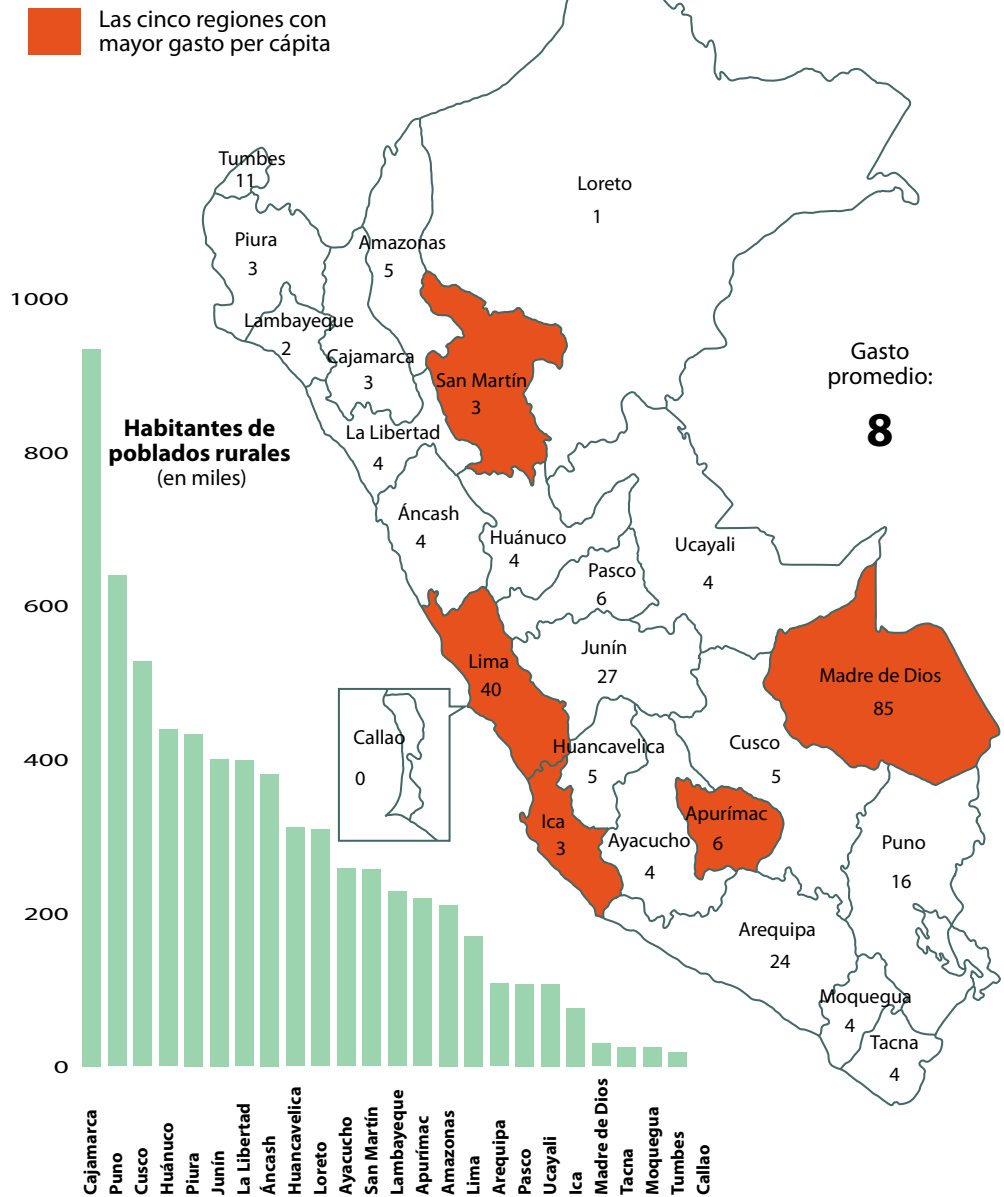 Las cinco regiones con
mayor gasto per cápita
Tumbes
11
Loreto
1
Piura
3
Amazonas
5
Lambayeque
2
Cajamarca
3
San Martín
3
Gasto
promedio:
8
La Libertad
4
Áncash
4
Huánuco
4
Pasco
6
Ucayali
4
Junín
27
Lima
40
Madre de Dios
85
Callao
0
Huancavelica
5
Cusco
5
Ica
3
Ayacucho
4
Apurímac
6
Puno
16
Arequipa
24
Moquegua
4
Tacna
4
Habitantes de
poblados rurales
(en miles)
1000
800
600
400
200
0
Cajamarca
Puno
Cusco
Huánuco
Piura
Junín
La Libertad
Áncash
Huancavelica
Loreto
Ayacucho
San Martín
Lambayeque
Apurímac
Amazonas
Lima
Arequipa
Pasco
Ucayali
Ica
Madre de Dios
Tacna
Moquegua
Tumbes
Callao